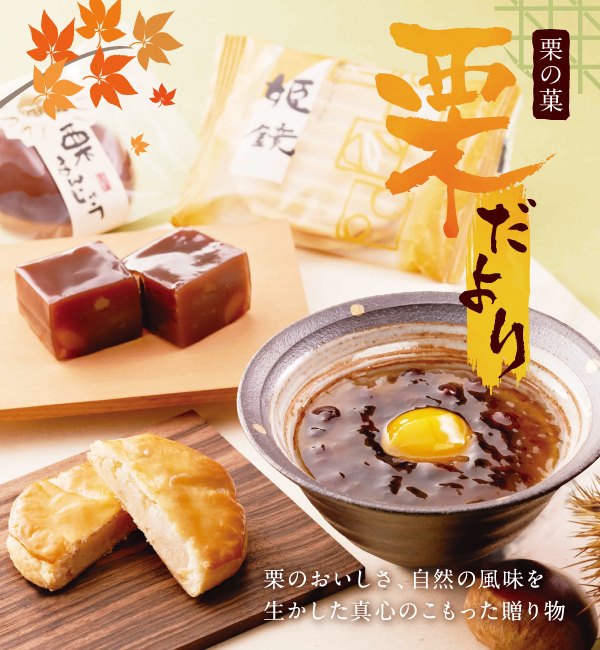 栗の菓
栗だより
姫鏡
栗まんじゅう
栗のおいしさ、自然の風味を
生かした真心のこもった贈り物